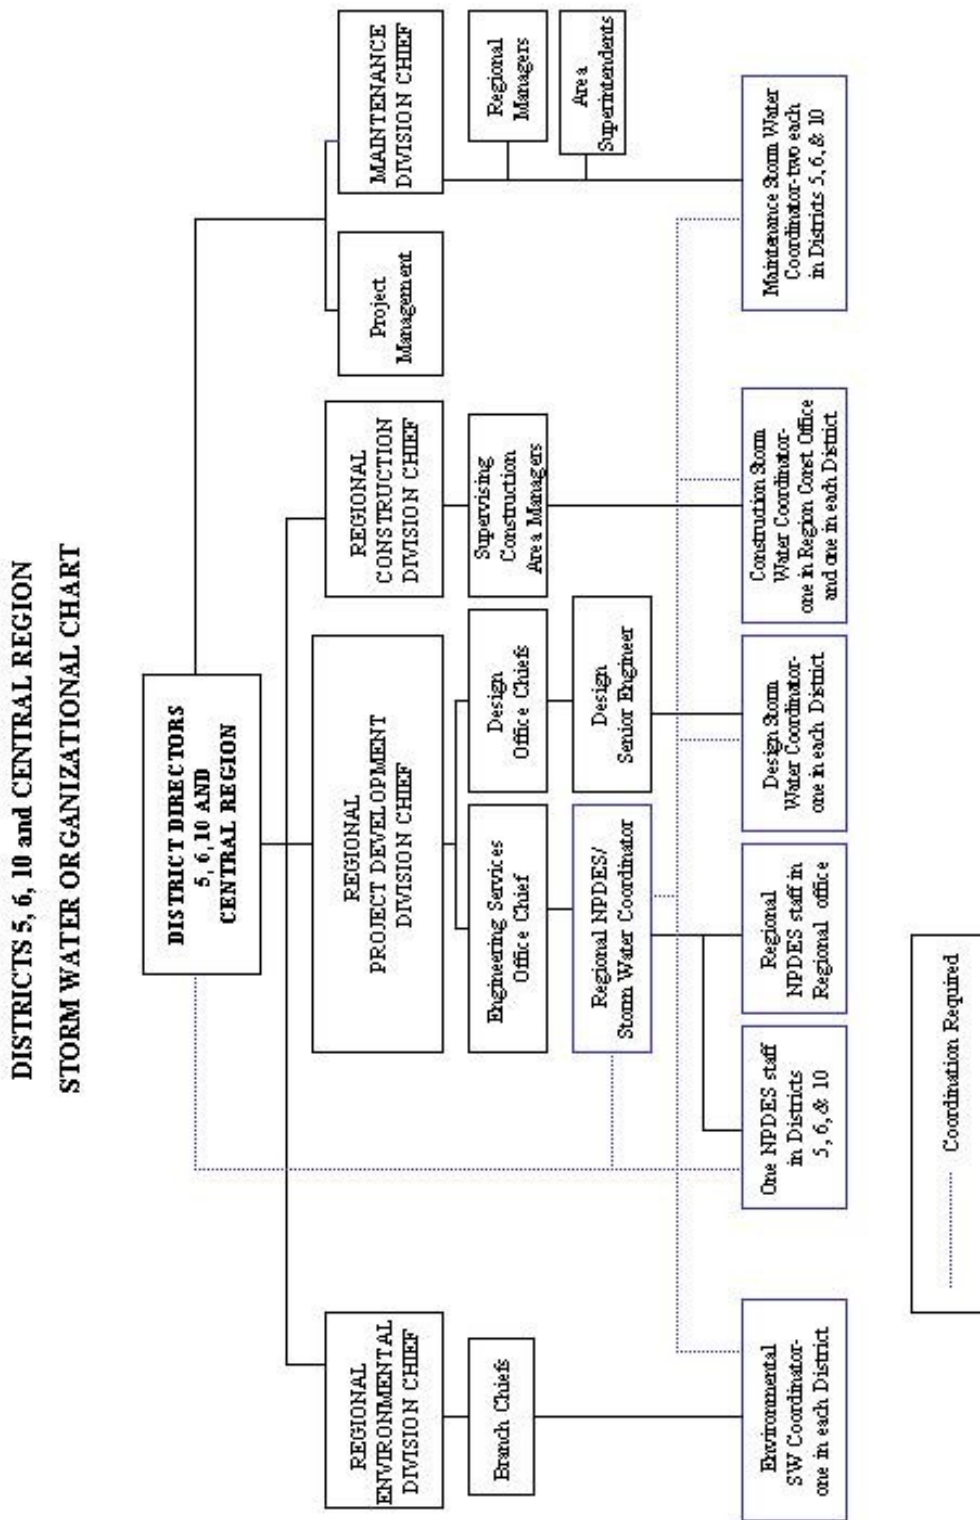 DISTRICTS 5, 6, 10 and CENTRAL REGION
STORM WATER ORGANIZATIONAL CHART
DISTRICT DIRECTORS
5, 6, 10 AND
CENTRAL REGION
REGIONAL
ENVIRONMENTAL
DIVISION CHIEF
REGIONAL
PROJECT DEVELOPMENT
DIVISION CHIEF
REGIONAL
CONSTRUCTION
DIVISION CHIEF
Project
Management
MAINTENANCE
DIVISION CHIEF
Branch Chiefs
Engineering Services
Office Chief
Design
Office Chiefs
Supervising
Construction
Area Managers
Regional
Managers
Regional NPDES/
Storm Water Coordinator
Design
Senior Engineer
Area
Superintendents
Environmental
SW Coordinator-
one in each District
One NPDES staff
in Districts
5, 6, & 10
Regional
NPDES staff in
Regional office
Design Storm
Water Coordinator-
one in each District
Construction Storm
Water Coordinator-
one in Region Const. Office
and one in each District
Maintenance Storm Water
Coordinator-two each
in Districts 5, 6, & 10
Coordination Required